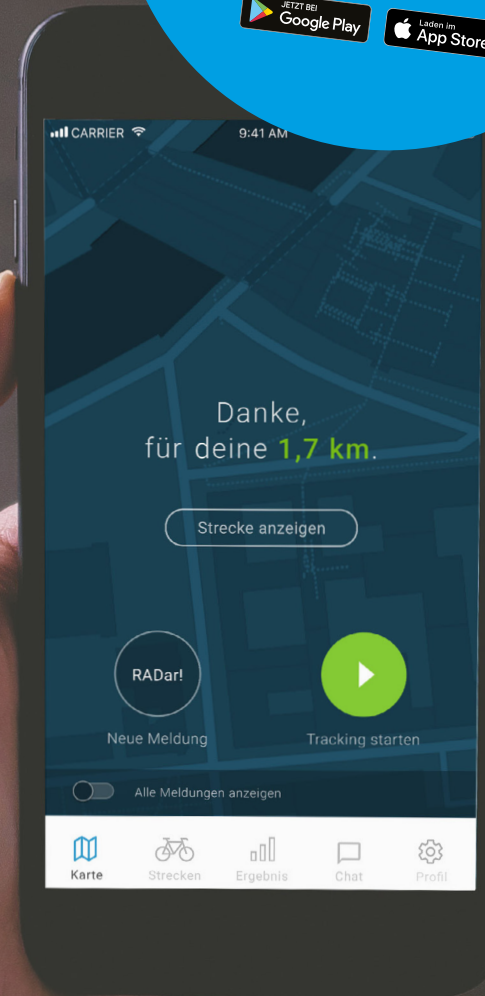 JETZT BEI
Google Play
Laden im
App Store
CARRIER
9:41 AM
Danke,
für deine 1,7 km.
Strecke anzeigen
RADar!
Neue Meldung
Tracking starten
Alle Meldungen anzeigen
Karte
Strecken
Ergebnis
Chat
Profil